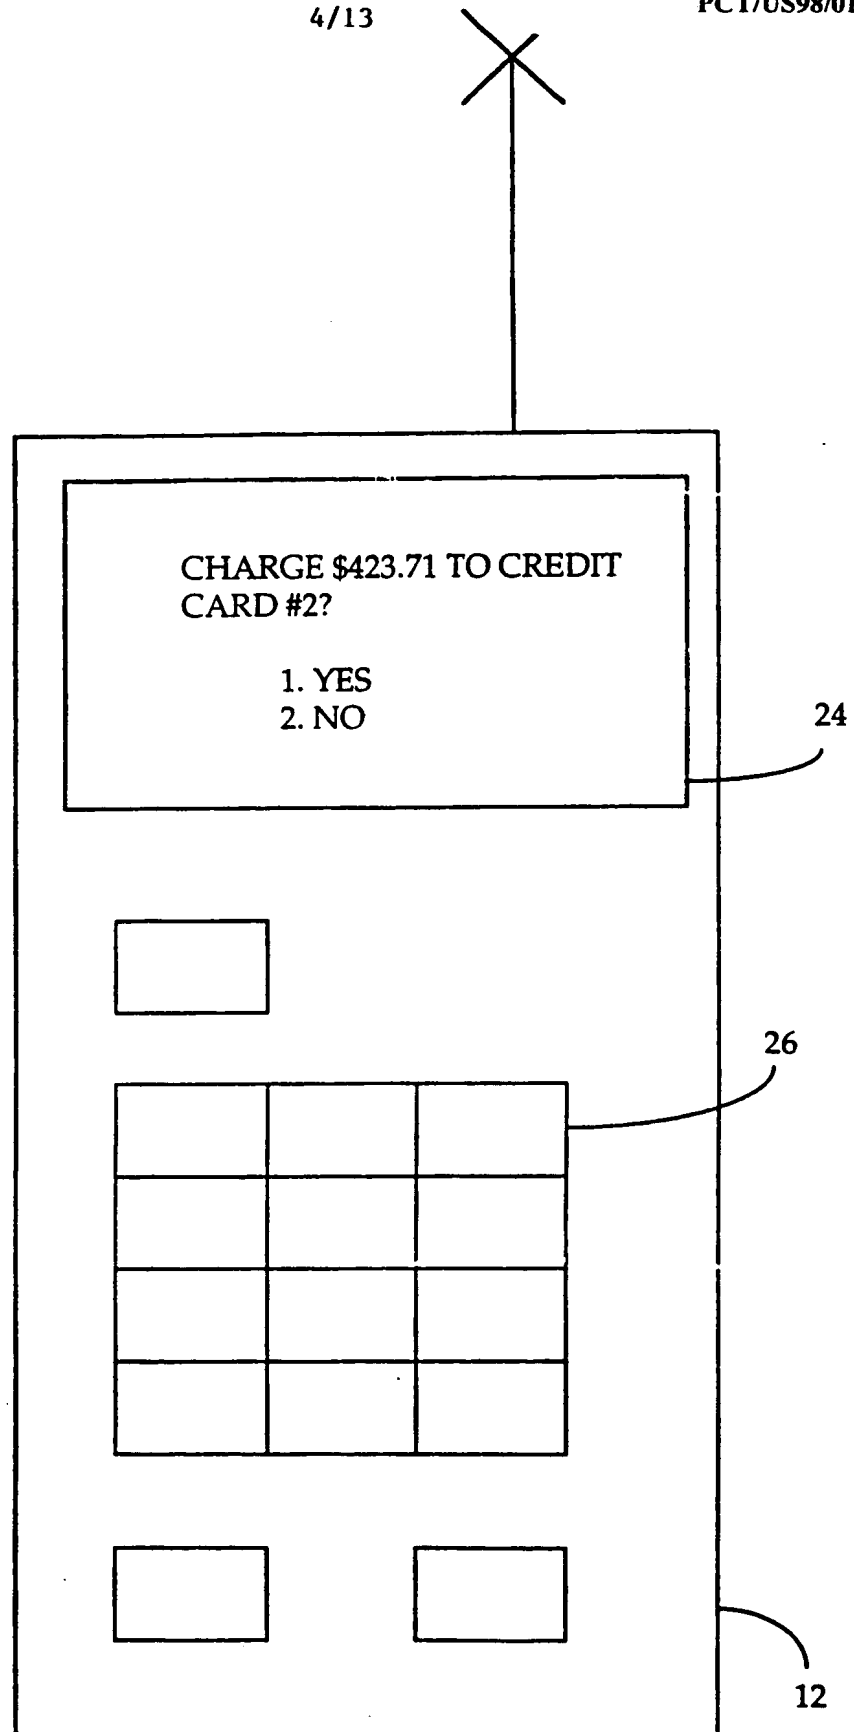 4/13
CHARGE $423.71 TO CREDIT
CARD #2?
1. YES
2. NO
24
26
12